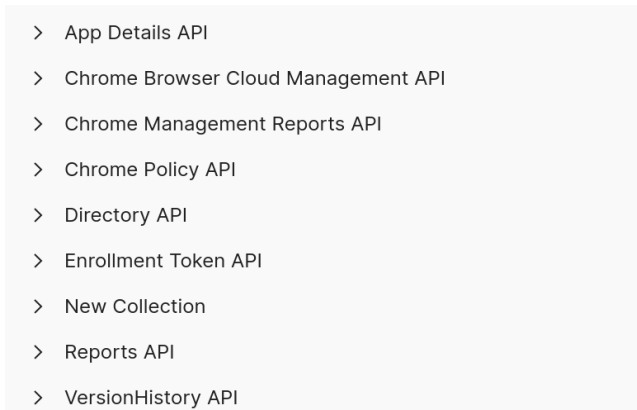 App Details API
Chrome Browser Cloud Management API
Chrome Management Reports API
Chrome Policy API
Directory API
Enrollment Token API
New Collection
Reports API
VersionHistory API